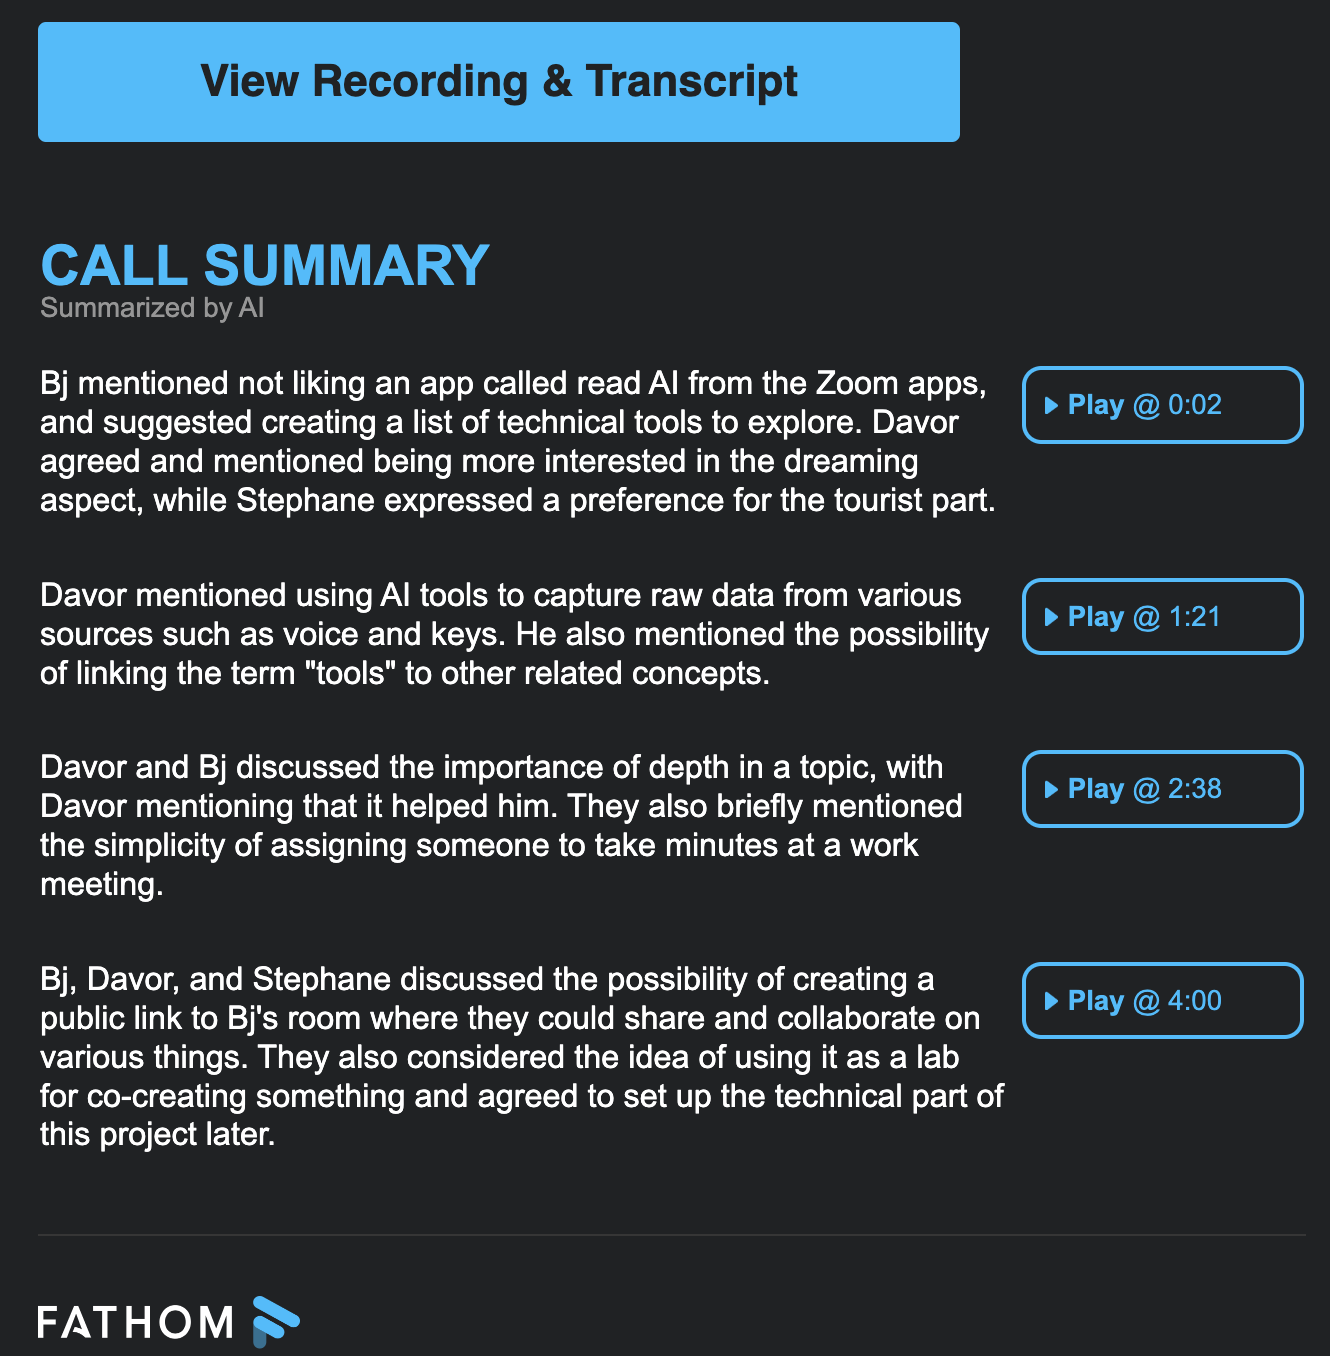 View Recording & Transcript
CALL SUMMARY
Summarized by AI
Bj mentioned not liking an app called read AI from the Zoom apps,
and suggested creating a list of technical tools to explore. Davor
agreed and mentioned being more interested in the dreaming
aspect, while Stephane expressed a preference for the tourist part.
Play @ 0:02
Davor mentioned using AI tools to capture raw data from various
sources such as voice and keys. He also mentioned the possibility
of linking the term "tools" to other related concepts.
Play @ 1:21
Davor and Bj discussed the importance of depth in a topic, with
Davor mentioning that it helped him. They also briefly mentioned
the simplicity of assigning someone to take minutes at a work
meeting.
Play @ 2:38
Bj, Davor, and Stephane discussed the possibility of creating a
public link to Bj's room where they could share and collaborate on
various things. They also considered the idea of using it as a lab
for co-creating something and agreed to set up the technical part of
this project later.
Play @ 4:00
FATHOM